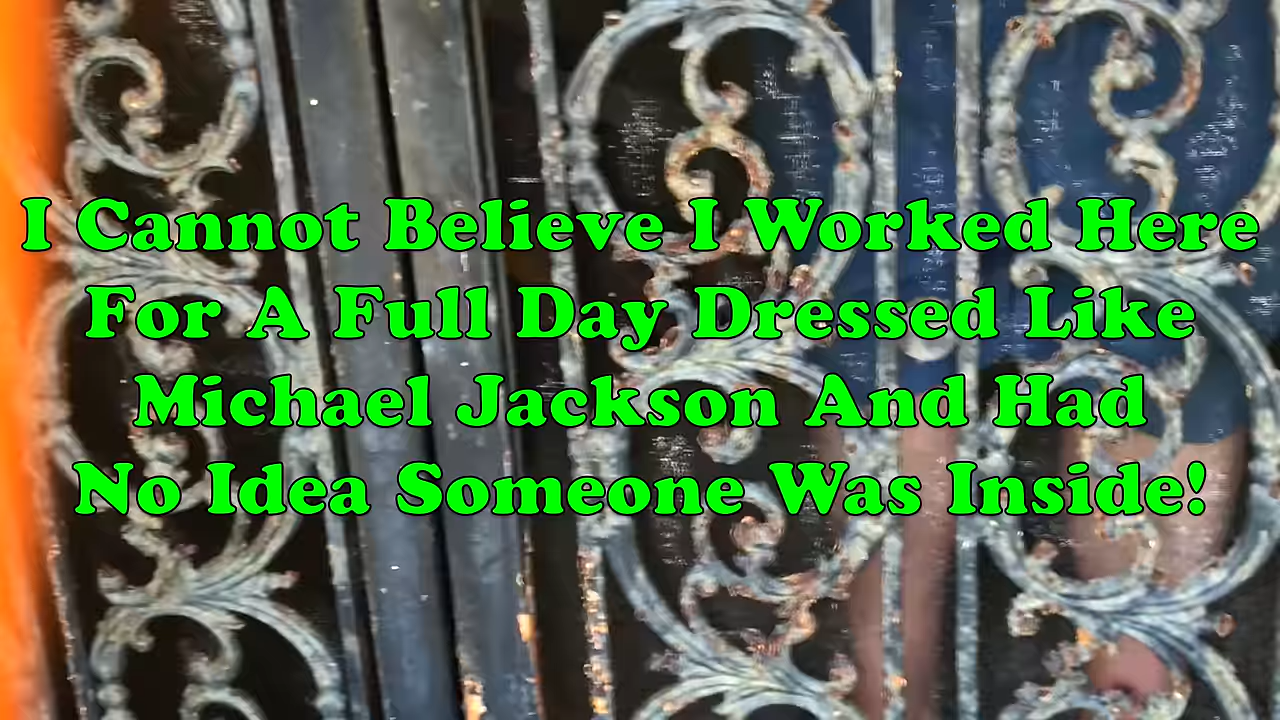 I Cannot Believe I Worked Here
For A Full Day Dressed Like
Michael Jackson And Had
No Idea Someone Was Inside!